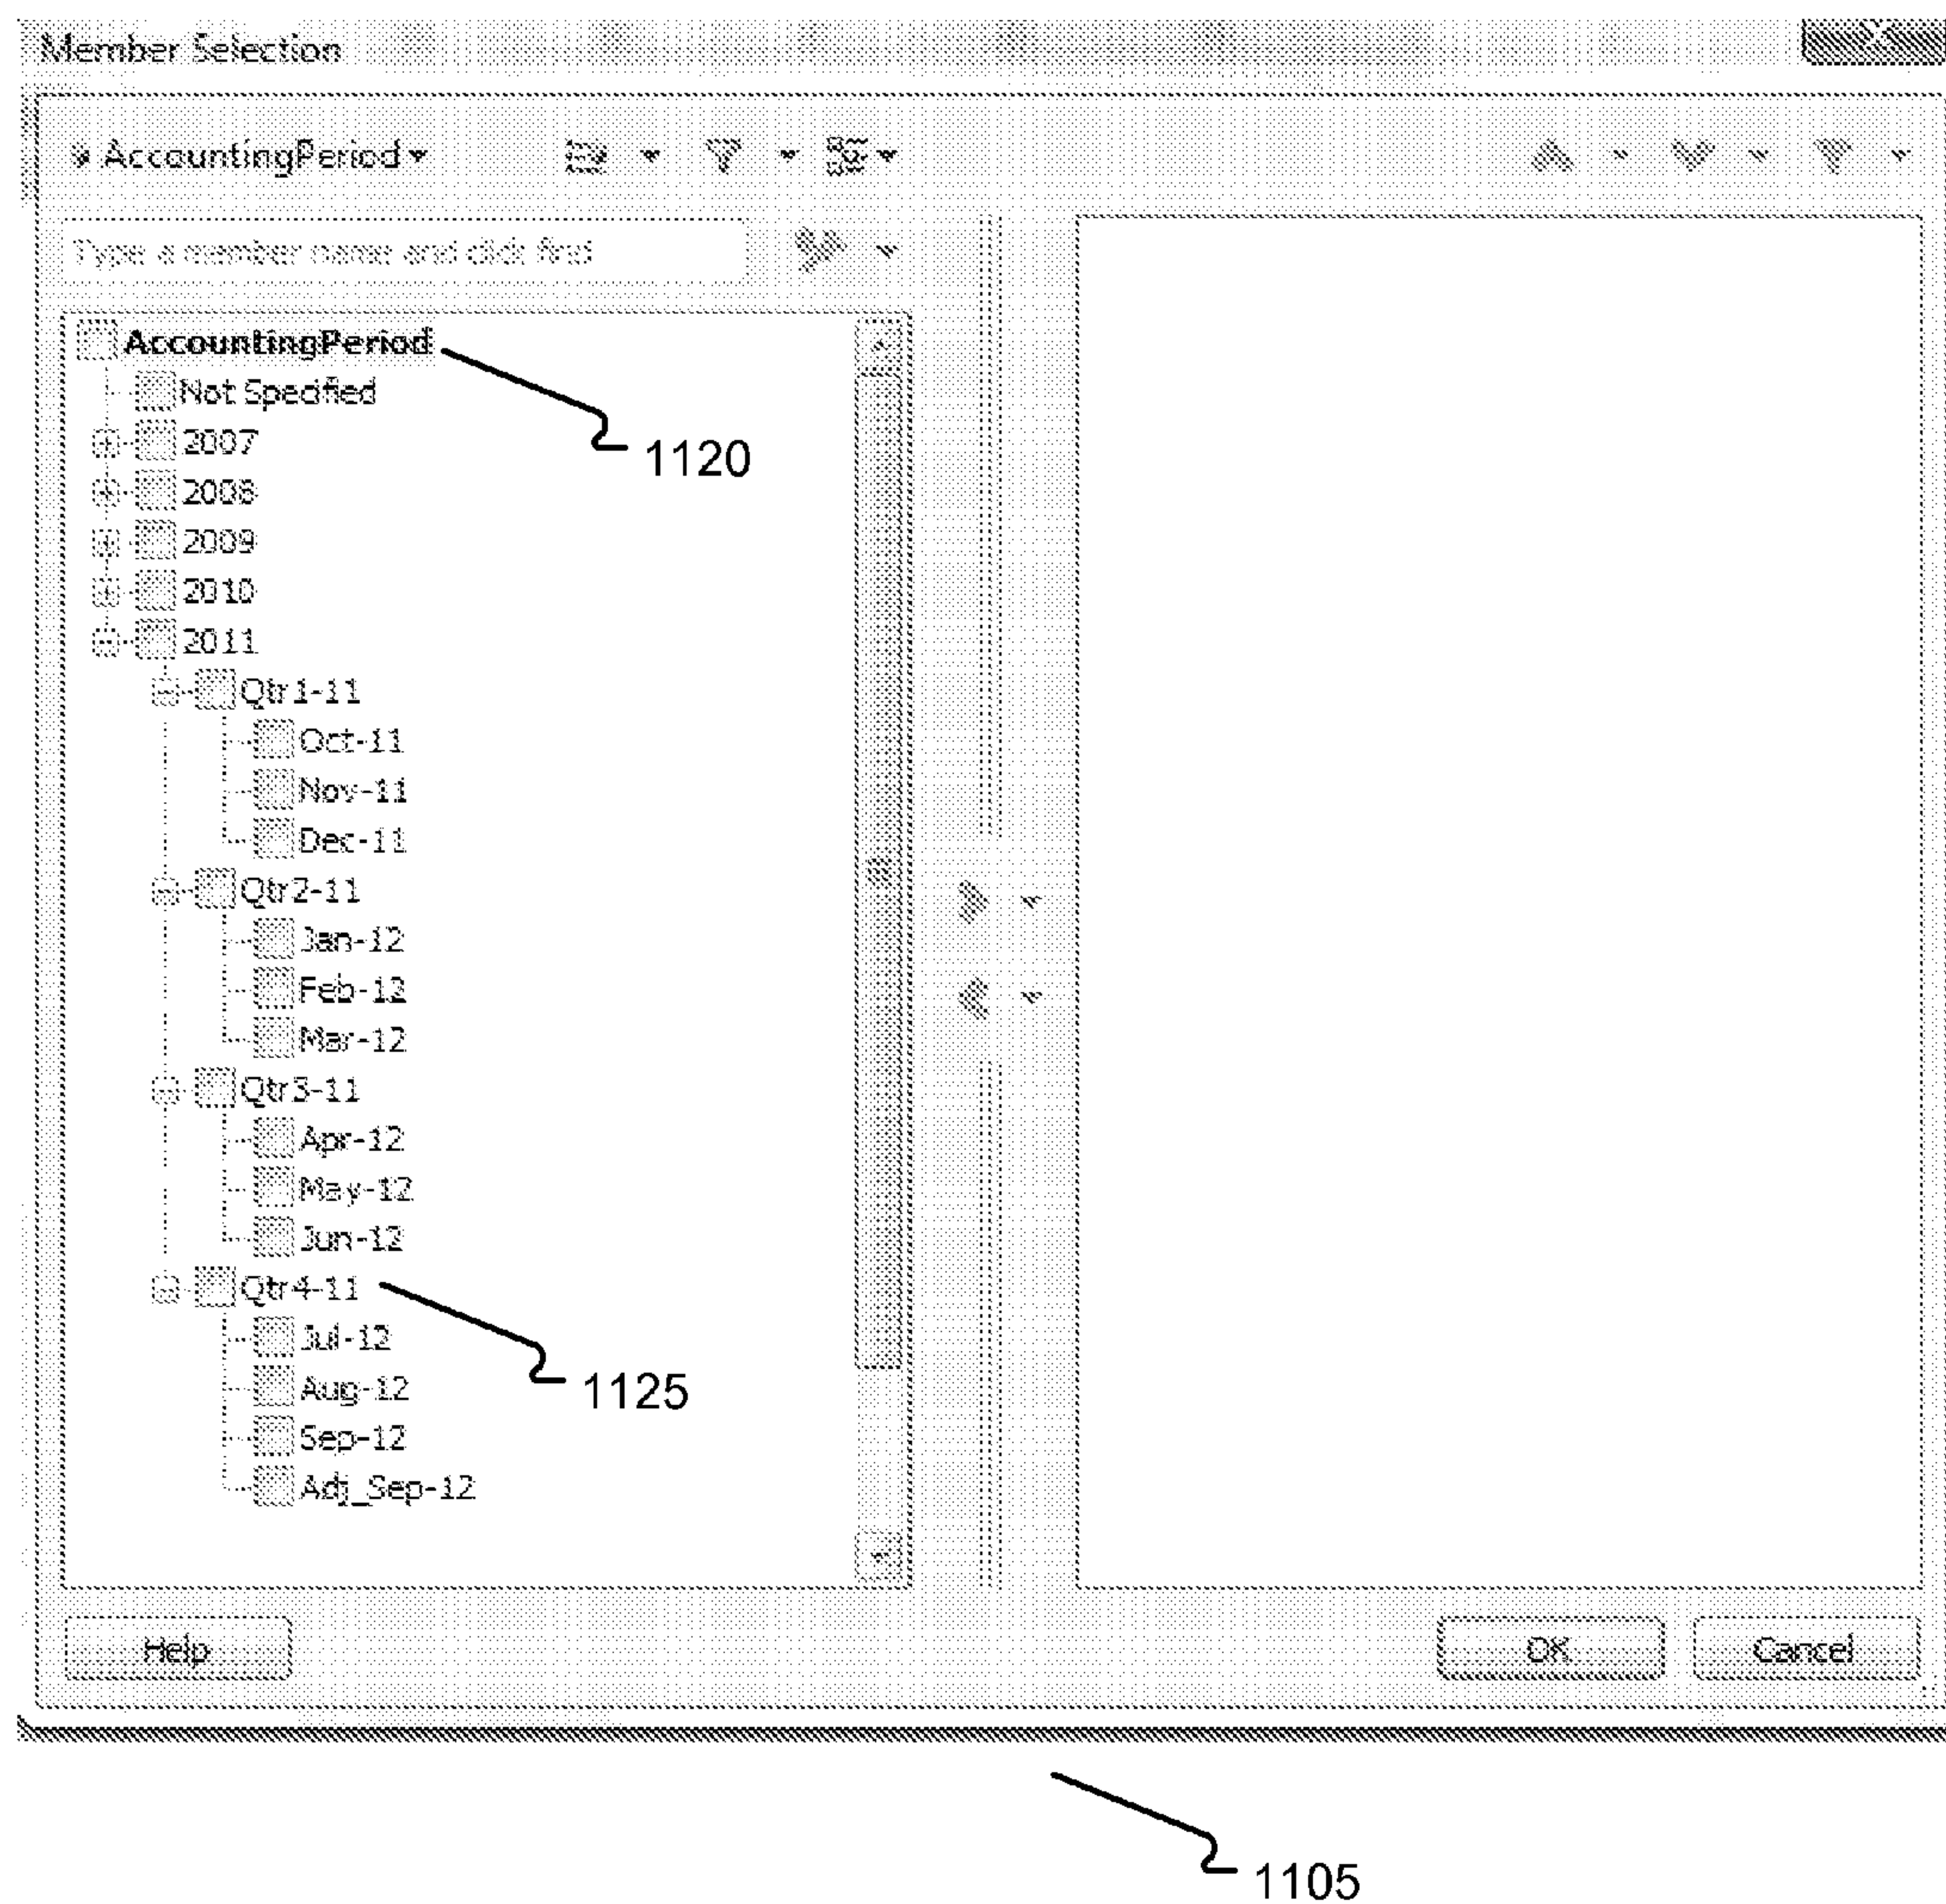 Member Selection
AccountingPeriod
Type a member name and click find
AccountingPeriod
Not Specified
2007
1120
2008
2009
2010
2011
Qtr1-11
Oct-11
Nov-11
Dec-11
Qtr2-11
Jan-12
Feb-12
Mar-12
Qtr3-11
Apr-12
May-12
Jun-12
Qtr4-11
Jul-12
1125
Aug-12
Sep-12
Adj_Sep-12
Help OK Cancel
1105